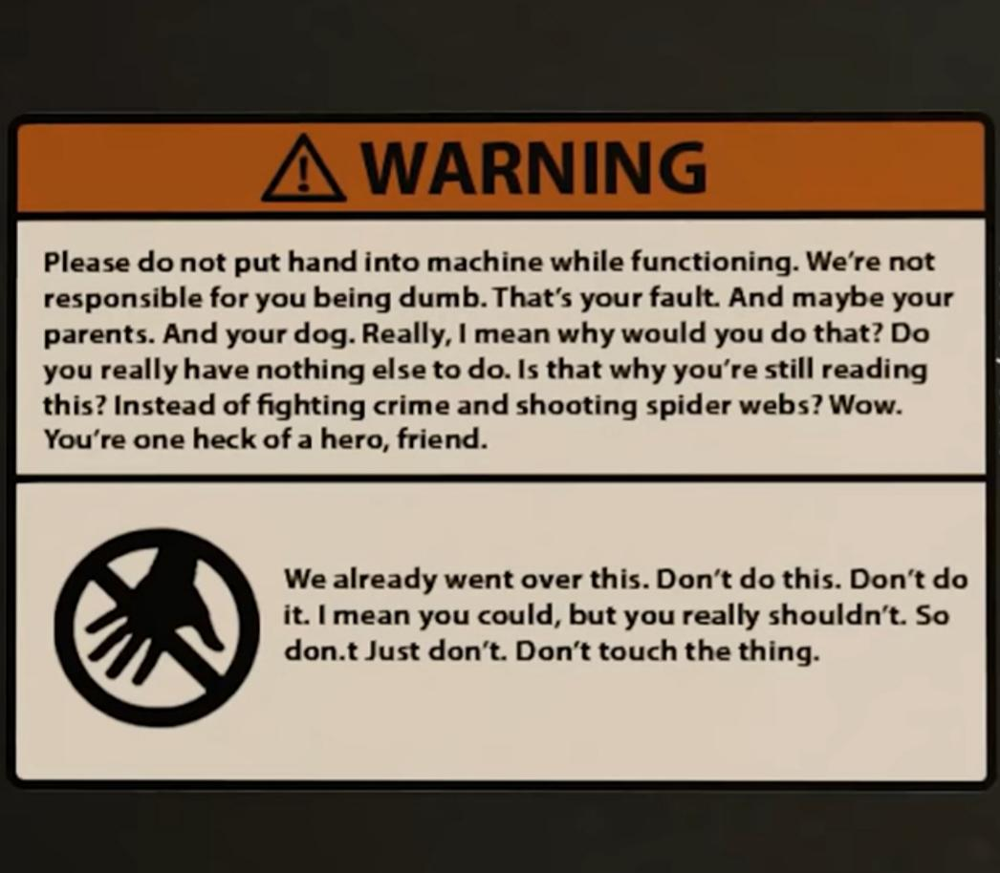 WARNING
Please do not put hand into machine while functioning. We're not
responsible for you being dumb. That's your fault. And maybe your
parents. And your dog. Really, I mean why would you do that? Do
you really have nothing else to do. Is that why you're still reading
this? Instead of fighting crime and shooting spider webs? Wow.
You're one heck of a hero, friend.
We already went over this. Don't do this. Don't do
it. I mean you could, but you really shouldn't. So
don.t Just don't. Don't touch the thing.